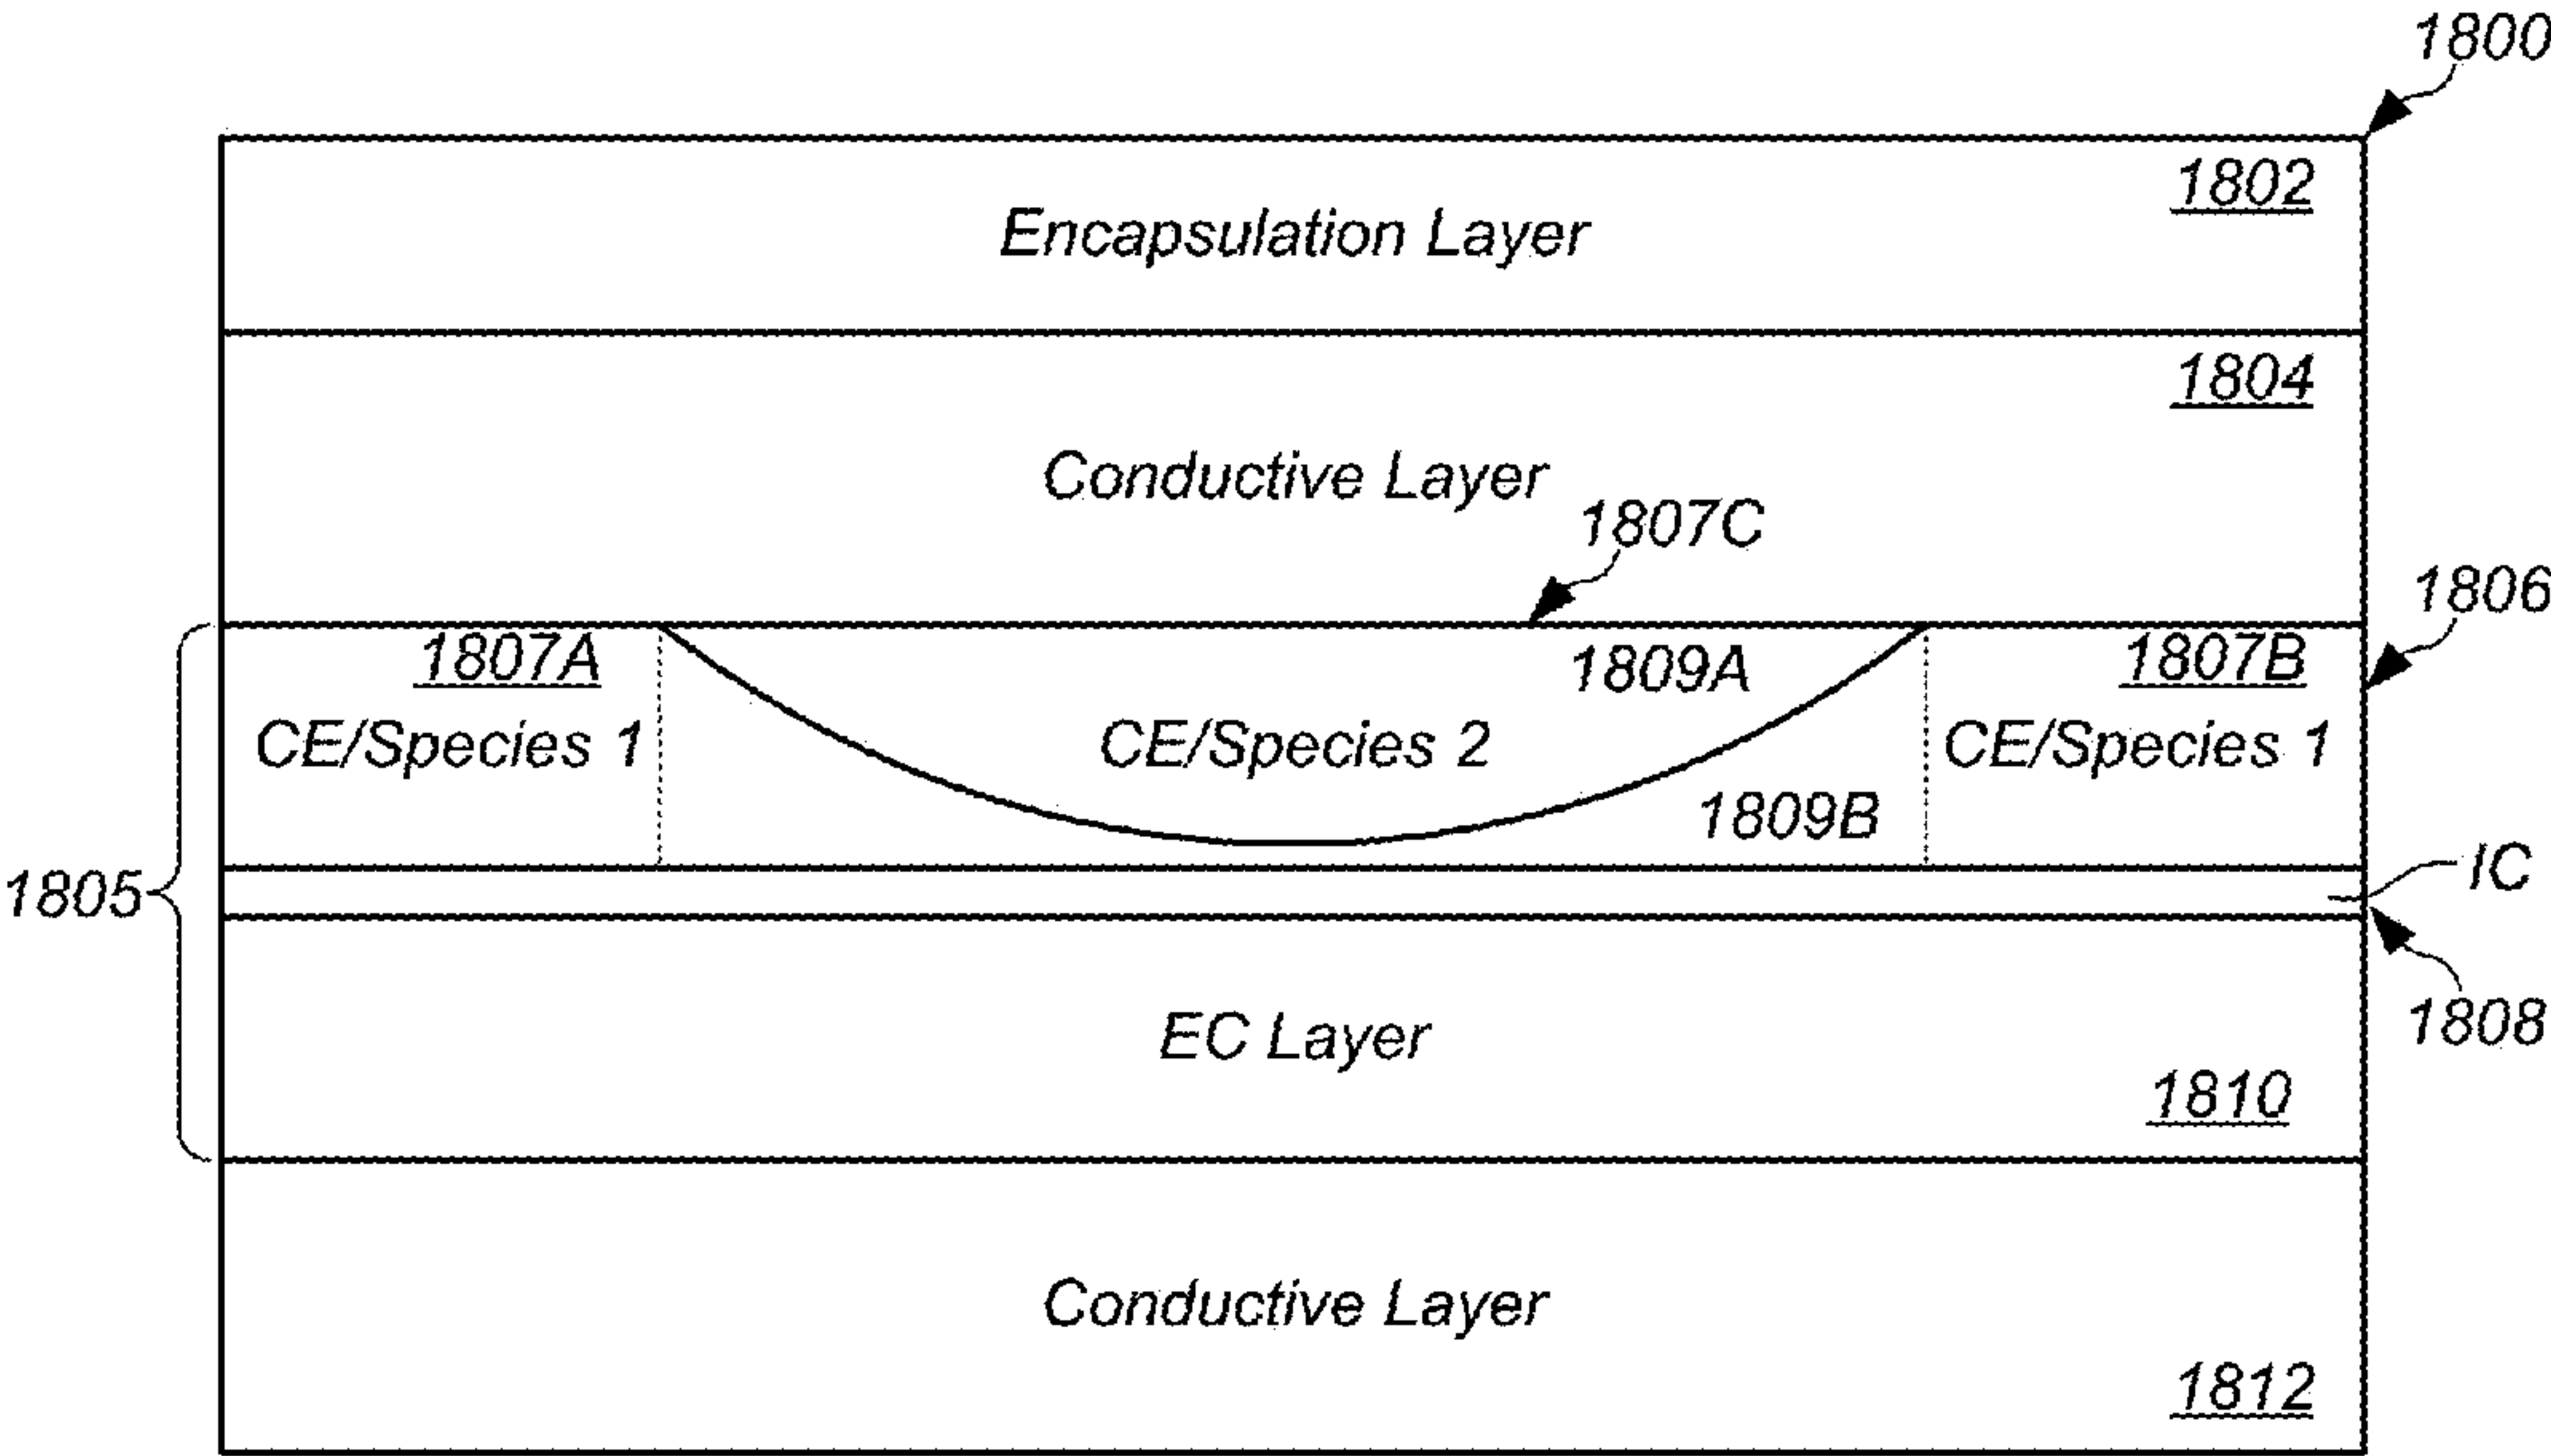 1800
1802
Encapsulation Layer
1804
Conductive Layer
1807C
1806
1807A
1809A
1807B
CE/Species 1
CE/Species 2
CE/Species 1
1809B
1805
IC
EC Layer
1808
1810
Conductive Layer
1812